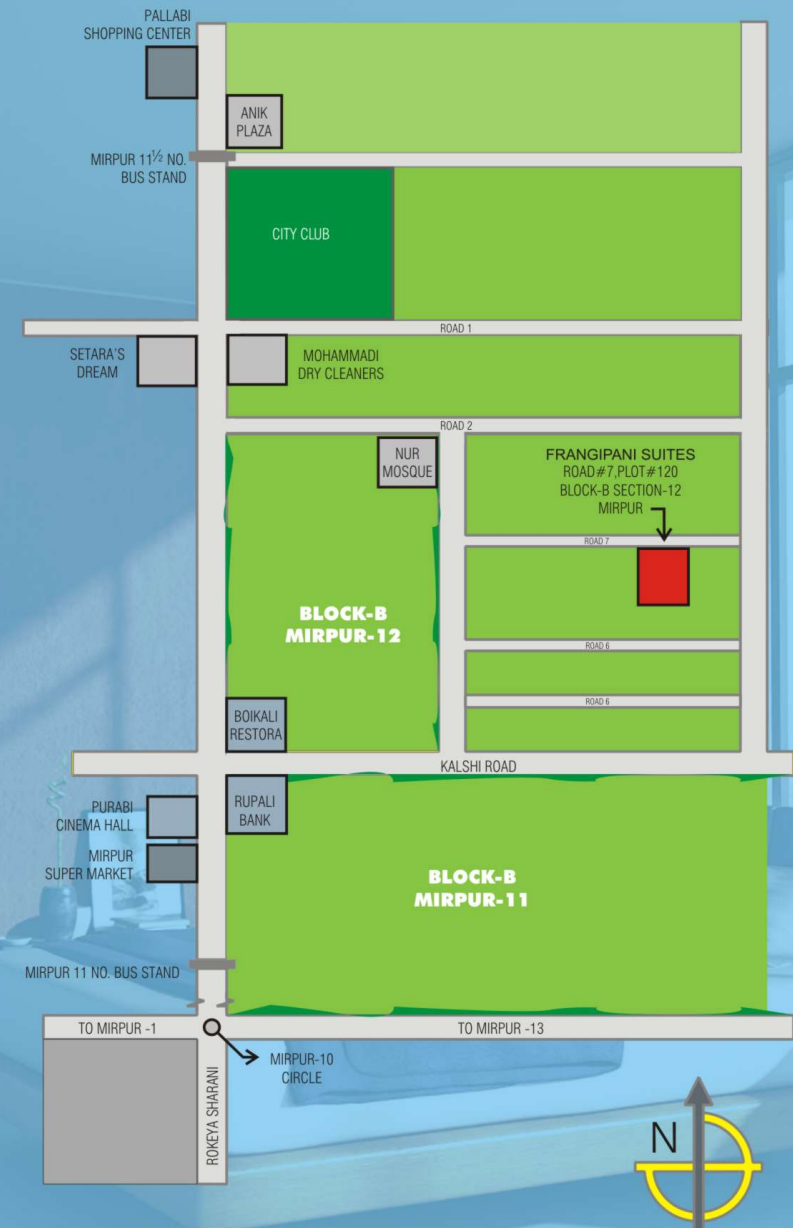 PALLABI
SHOPPING CENTER
ANIK
PLAZA
MIRPUR 11½ NO.
BUS STAND
CITY CLUB
ROAD 1
SETARA'S
DREAM
MOHAMMADI
DRY CLEANERS
ROAD 2
NUR
MOSQUE
FRANGIPANI SUITES
ROAD#7,PLOT#120
BLOCK-B SECTION-12
MIRPUR
ROAD 7
BLOCK-B
MIRPUR-12
ROAD 6
ROAD 6
BOIKALI
RESTORA
KALSHI ROAD
PURABI
CINEMA HALL
RUPALI
BANK
MIRPUR
SUPER MARKET
BLOCK-B
MIRPUR-11
MIRPUR 11 NO. BUS STAND
TO MIRPUR -1
TO MIRPUR -13
MIRPUR-10
CIRCLE
ROKEYA SHARANI
N